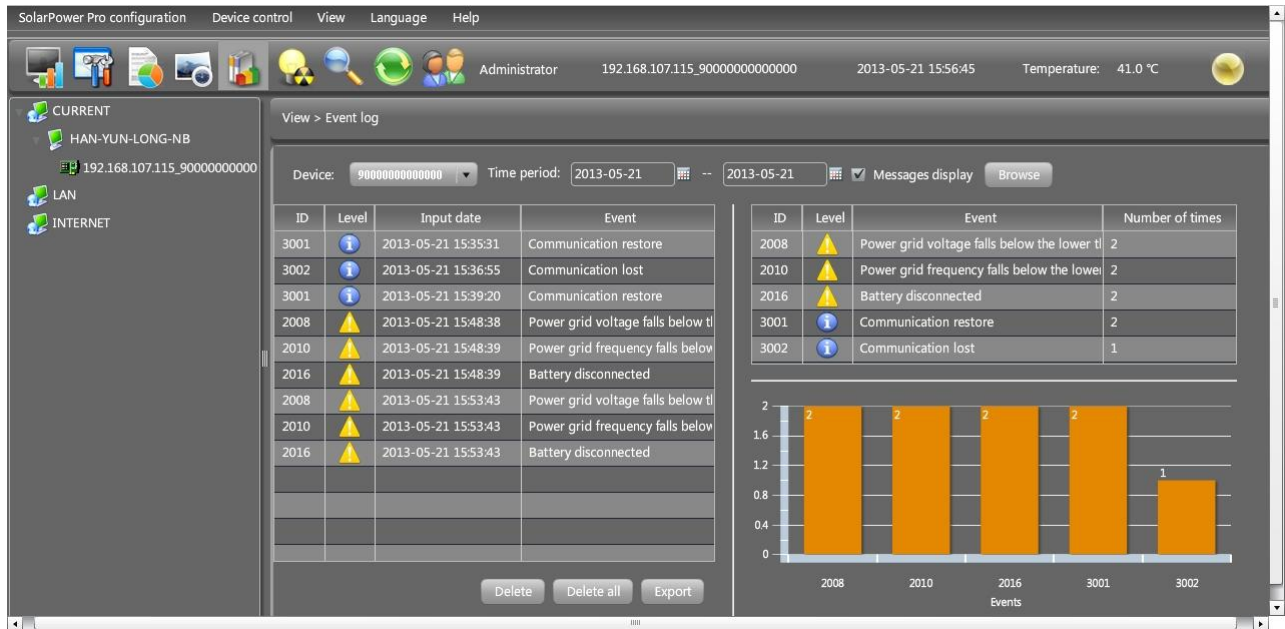 SolarPower Pro configuration Device control View Language Help
Administrator 192.168.107.115_90000000000000 2013-05-21 15:56:45 Temperature: 41.0 ℃
CURRENT
HAN-YUN-LONG-NB
192.168.107.115_90000000000
LAN
INTERNET
View > Event log
Device: 90000000000000 Time period: 2013-05-21 -- 2013-05-21 Messages display Browse
ID Level Input date Event
3001 2013-05-21 15:35:31 Communication restore
3002 2013-05-21 15:36:55 Communication lost
3001 2013-05-21 15:39:20 Communication restore
2008 2013-05-21 15:48:38 Power grid voltage falls below
2010 2013-05-21 15:48:39 Power grid frequency falls below
2016 2013-05-21 15:48:39 Battery disconnected
2008 2013-05-21 15:53:43 Power grid voltage falls below
2010 2013-05-21 15:53:43 Power grid frequency falls below
2016 2013-05-21 15:53:43 Battery disconnected
Delete Delete all Export
ID Level Event Number of times
2008 Power grid voltage falls below the lower 2
2010 Power grid frequency falls below the lower 2
2016 Battery disconnected 2
3001 Communication restore 2
3002 Communication lost 1
2 2 2 2 2
1.6
1.2 1
0.8
0.4
0
2008 2010 2016 3001 3002
Events